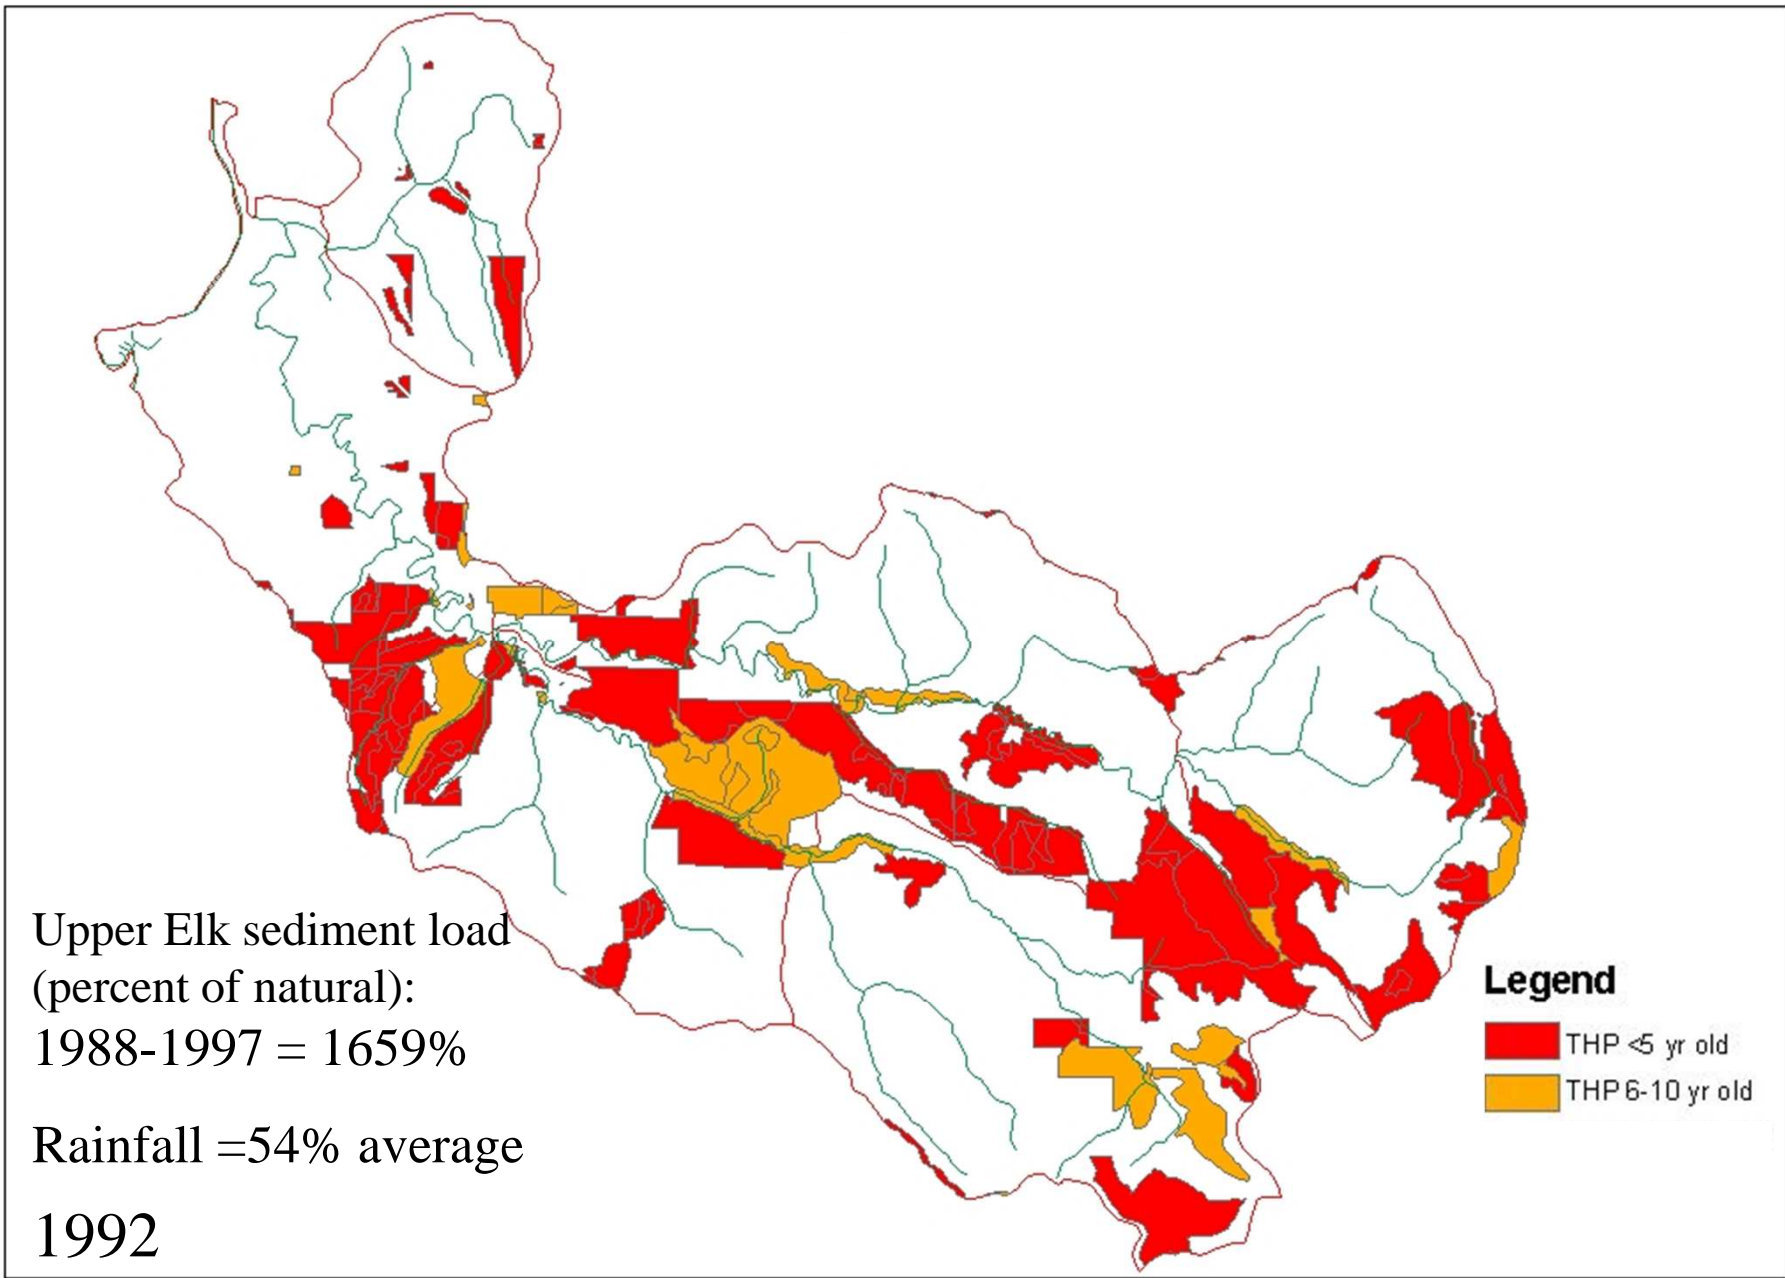 Upper Elk sediment load
(percent of natural):
1988-1997 = 1659%
Rainfall =54% average
1992
Legend
THP <5 yr old
THP 6-10 yr old